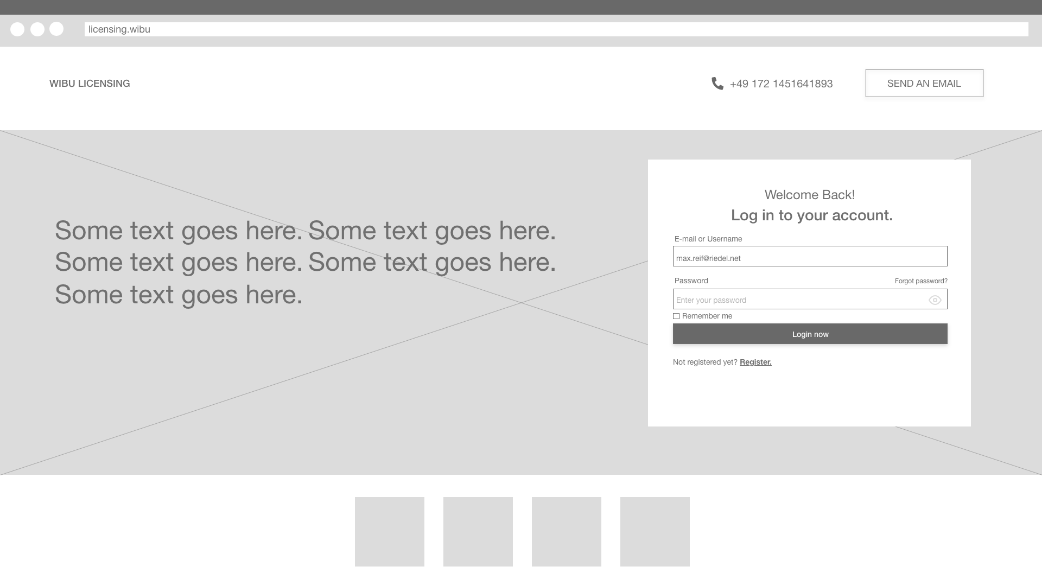 licensing.wibu
WIBU LICENSING
+49 172 1451641893
SEND AN EMAIL
Some text goes here. Some text goes here.
Some text goes here. Some text goes here.
Some text goes here.
Welcome Back!
Log in to your account.
E-mail or Username
max.reif@riedel.net
Password
Forgot password?
Enter your password
Remember me
Login now
Not registered yet? Register.